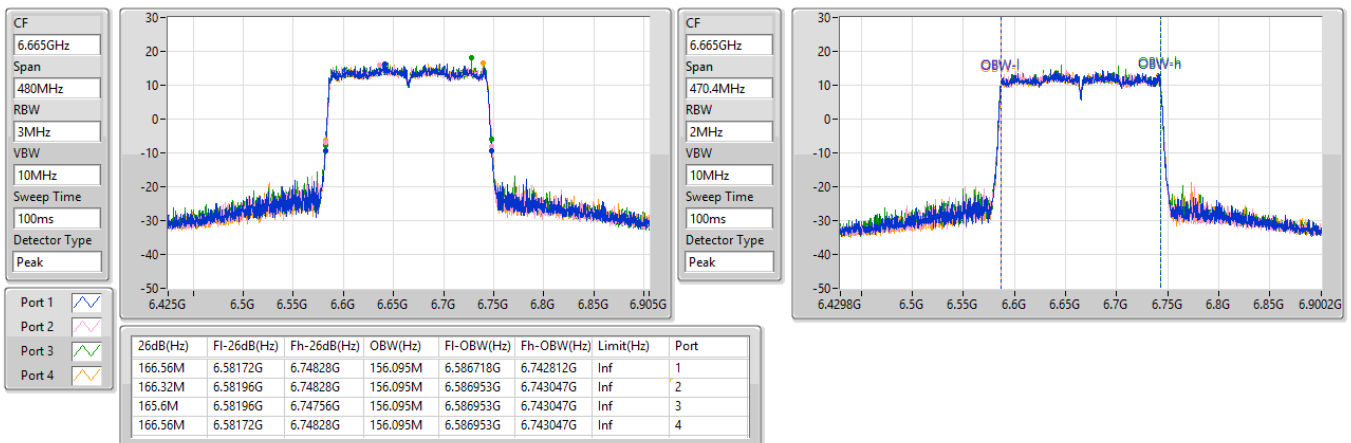 CF
6.665GHz
Span
480MHz
RBW
3MHz
VBW
10MHz
Sweep Time
100ms
Detector Type
Peak
30
20
10
0
-10
-20
-30
-40
-50
6.425G 6.5G 6.55G 6.6G 6.65G 6.7G 6.75G 6.8G 6.85G 6.905G
CF
6.665GHz
Span
470.4MHz
RBW
2MHz
VBW
10MHz
Sweep Time
100ms
Detector Type
Peak
30
20
10
0
-10
-20
-30
-40
-50
OBW-l OBW-h
6.4298G 6.5G 6.55G 6.6G 6.65G 6.7G 6.75G 6.8G 6.85G 6.9002G
Port 1
Port 2
Port 3
Port 4
26dB(Hz) Fl-26dB(Hz) Fh-26dB(Hz) OBW(Hz) Fl-OBW(Hz) Fh-OBW(Hz) Limit(Hz) Port
166.56M 6.58172G 6.74828G 156.095M 6.586718G 6.742812G Inf 1
166.32M 6.58196G 6.74828G 156.095M 6.586953G 6.743047G Inf 2
165.6M 6.58196G 6.74756G 156.095M 6.586953G 6.743047G Inf 3
166.56M 6.58172G 6.74828G 156.095M 6.586953G 6.743047G Inf 4